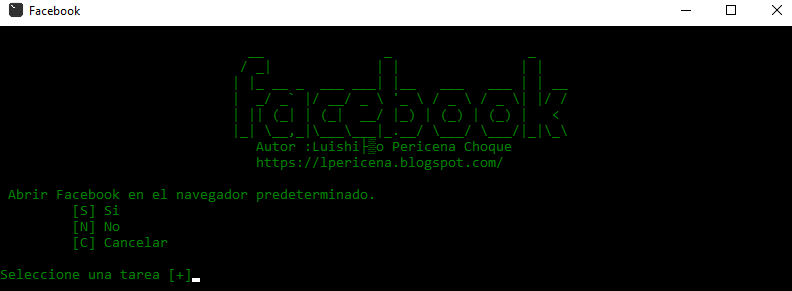 Facebook
facebook
Autor :Luishi├▒o Pericena Choque
https://lpericena.blogspot.com/
Abrir Facebook en el navegador predeterminado.
[S] Si
[N] No
[C] Cancelar
Seleccione una tarea [+]